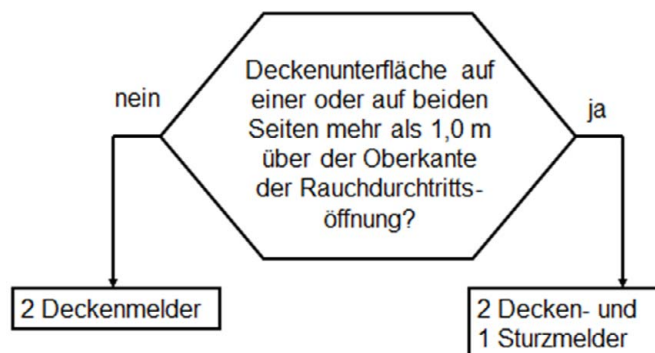 Deckenunterfläche auf
einer oder auf beiden
Seiten mehr als 1,0 m
über der Oberkante
der Rauchdurchtritts-
öffnung?
nein
ja
2 Deckenmelder
2 Decken- und
1 Sturzmelder